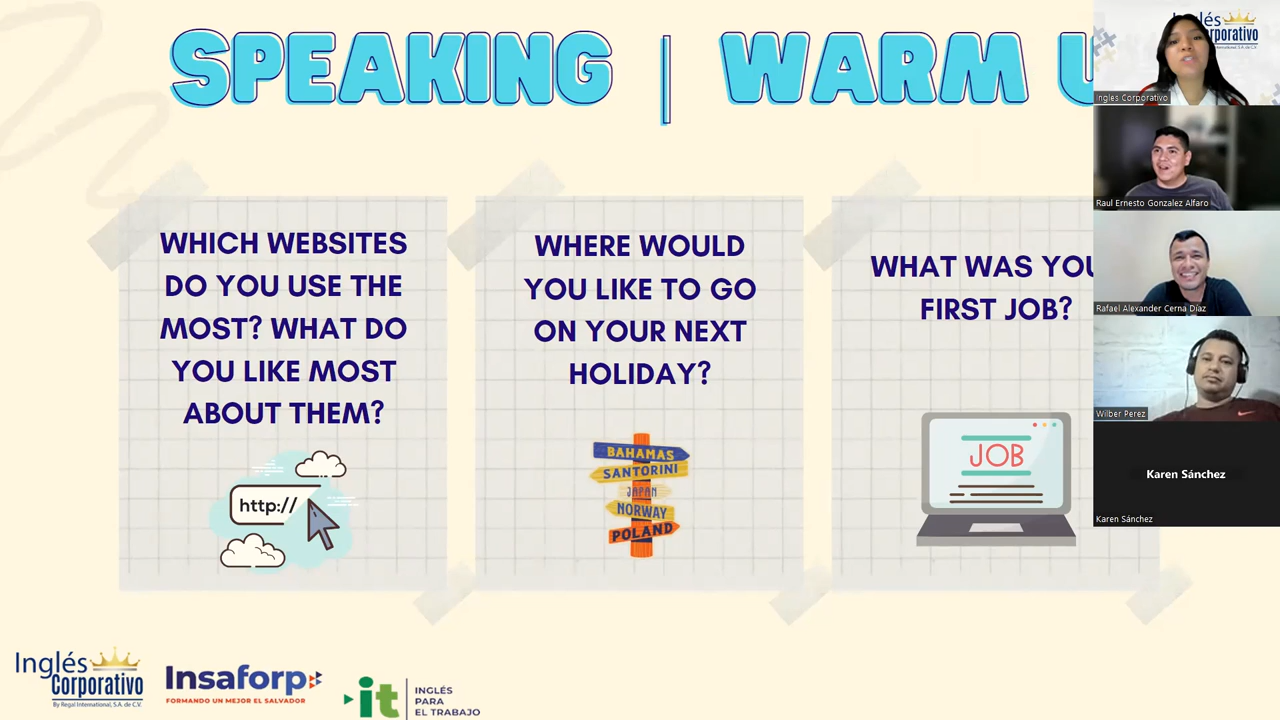 SPEAKING | WARM U
WHICH WEBSITES
DO YOU USE THE
MOST? WHAT DO
YOU LIKE MOST
ABOUT THEM?
http://
WHERE WOULD
YOU LIKE TO GO
ON YOUR NEXT
HOLIDAY?
BAHAMAS
SANTORINI
JAPAN
NORWAY
POLAND
WHAT WAS YOU
FIRST JOB?
JOB
Inglés
Corporativo
By Regal International, S.A. de C.V.
Insaforp
FORMANDO UN MEJOR EL SALVADOR
it
INGLÉS
PARA
EL TRABAJO
Inglés
orporativo
Ingles Corporativo
Raul Ernesto Gonzalez Alfaro
Rafael Alexander Cerna Díaz
Wilber Perez
Karen Sánchez
Karen Sánchez